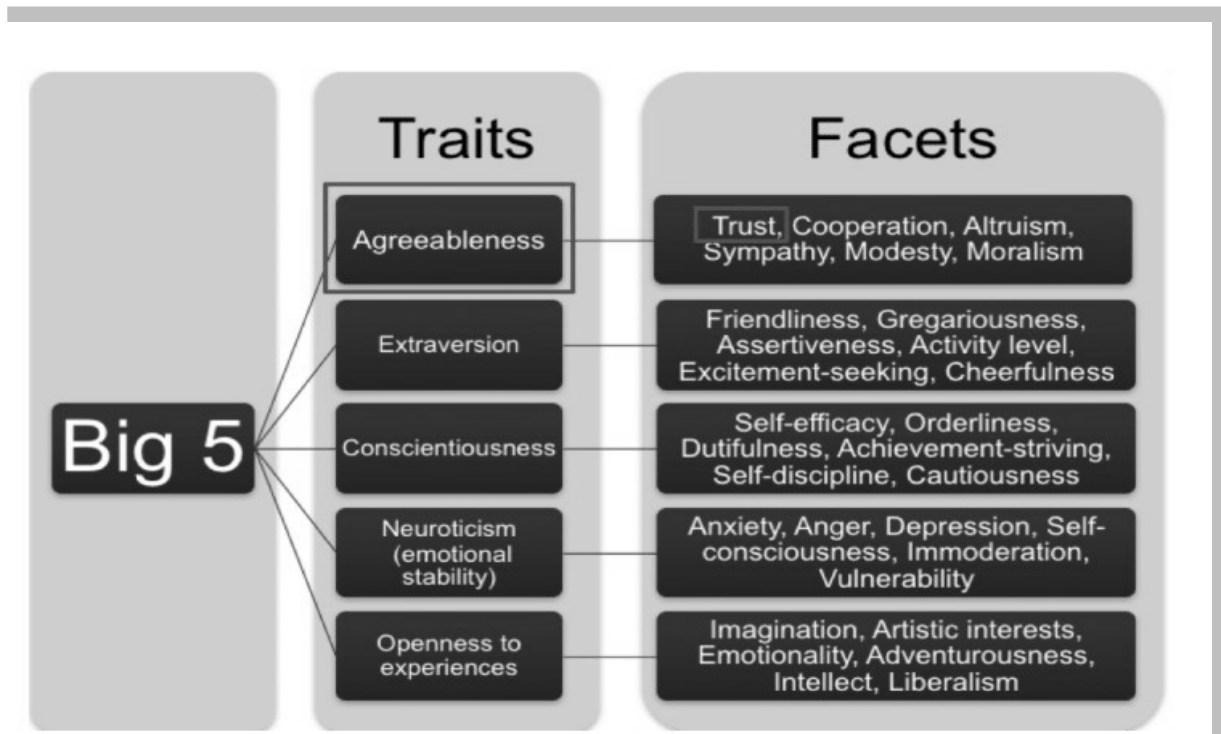 Traits
Facets
Big 5
Agreeableness
Trust, Cooperation, Altruism,
Sympathy, Modesty, Moralism
Extraversion
Friendliness, Gregariousness,
Assertiveness, Activity level,
Excitement-seeking, Cheerfulness
Conscientiousness
Self-efficacy, Orderliness,
Dutifulness, Achievement-striving,
Self-discipline, Cautiousness
Neuroticism
(emotional
stability)
Anxiety, Anger, Depression, Self-
consciousness, Immoderation,
Vulnerability
Openness to
experiences
Imagination, Artistic interests,
Emotionality, Adventurousness,
Intellect, Liberalism